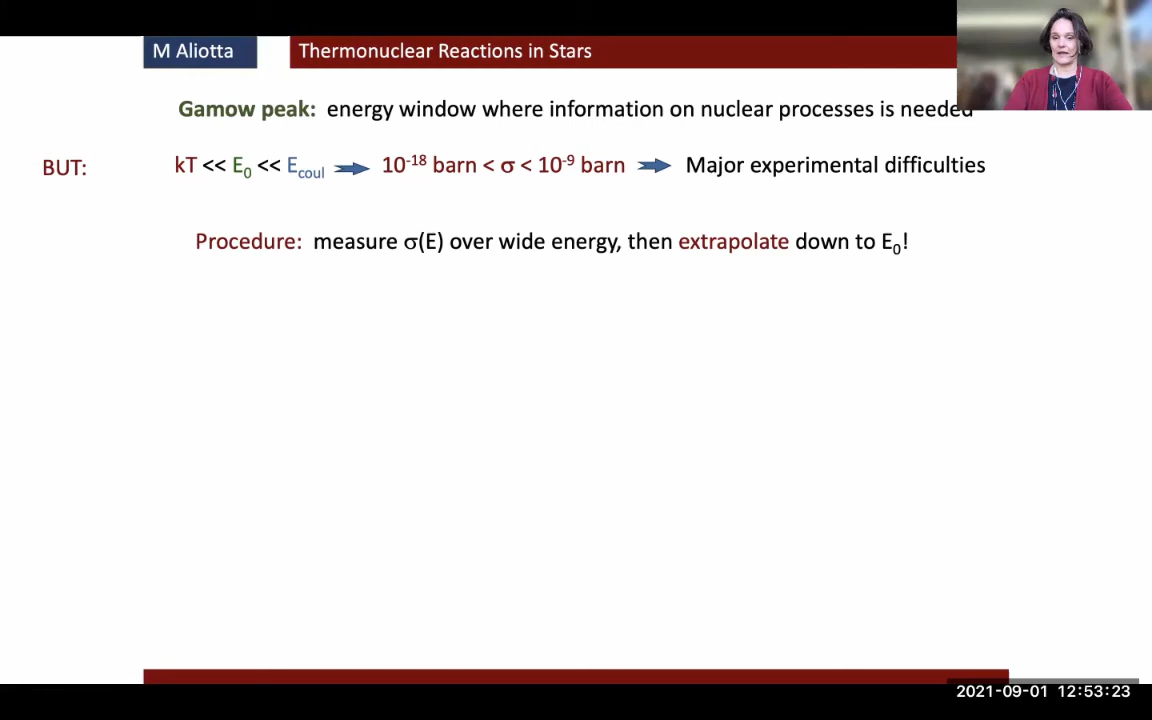 M Aliotta
Thermonuclear Reactions in Stars
Gamow peak: energy window where information on nuclear processes is needed
BUT: kT << E₀ << E_coul 10⁻¹⁸ barn < σ < 10⁻⁹ barn Major experimental difficulties
Procedure: measure σ(E) over wide energy, then extrapolate down to E₀!
2021-09-01 12:53:23